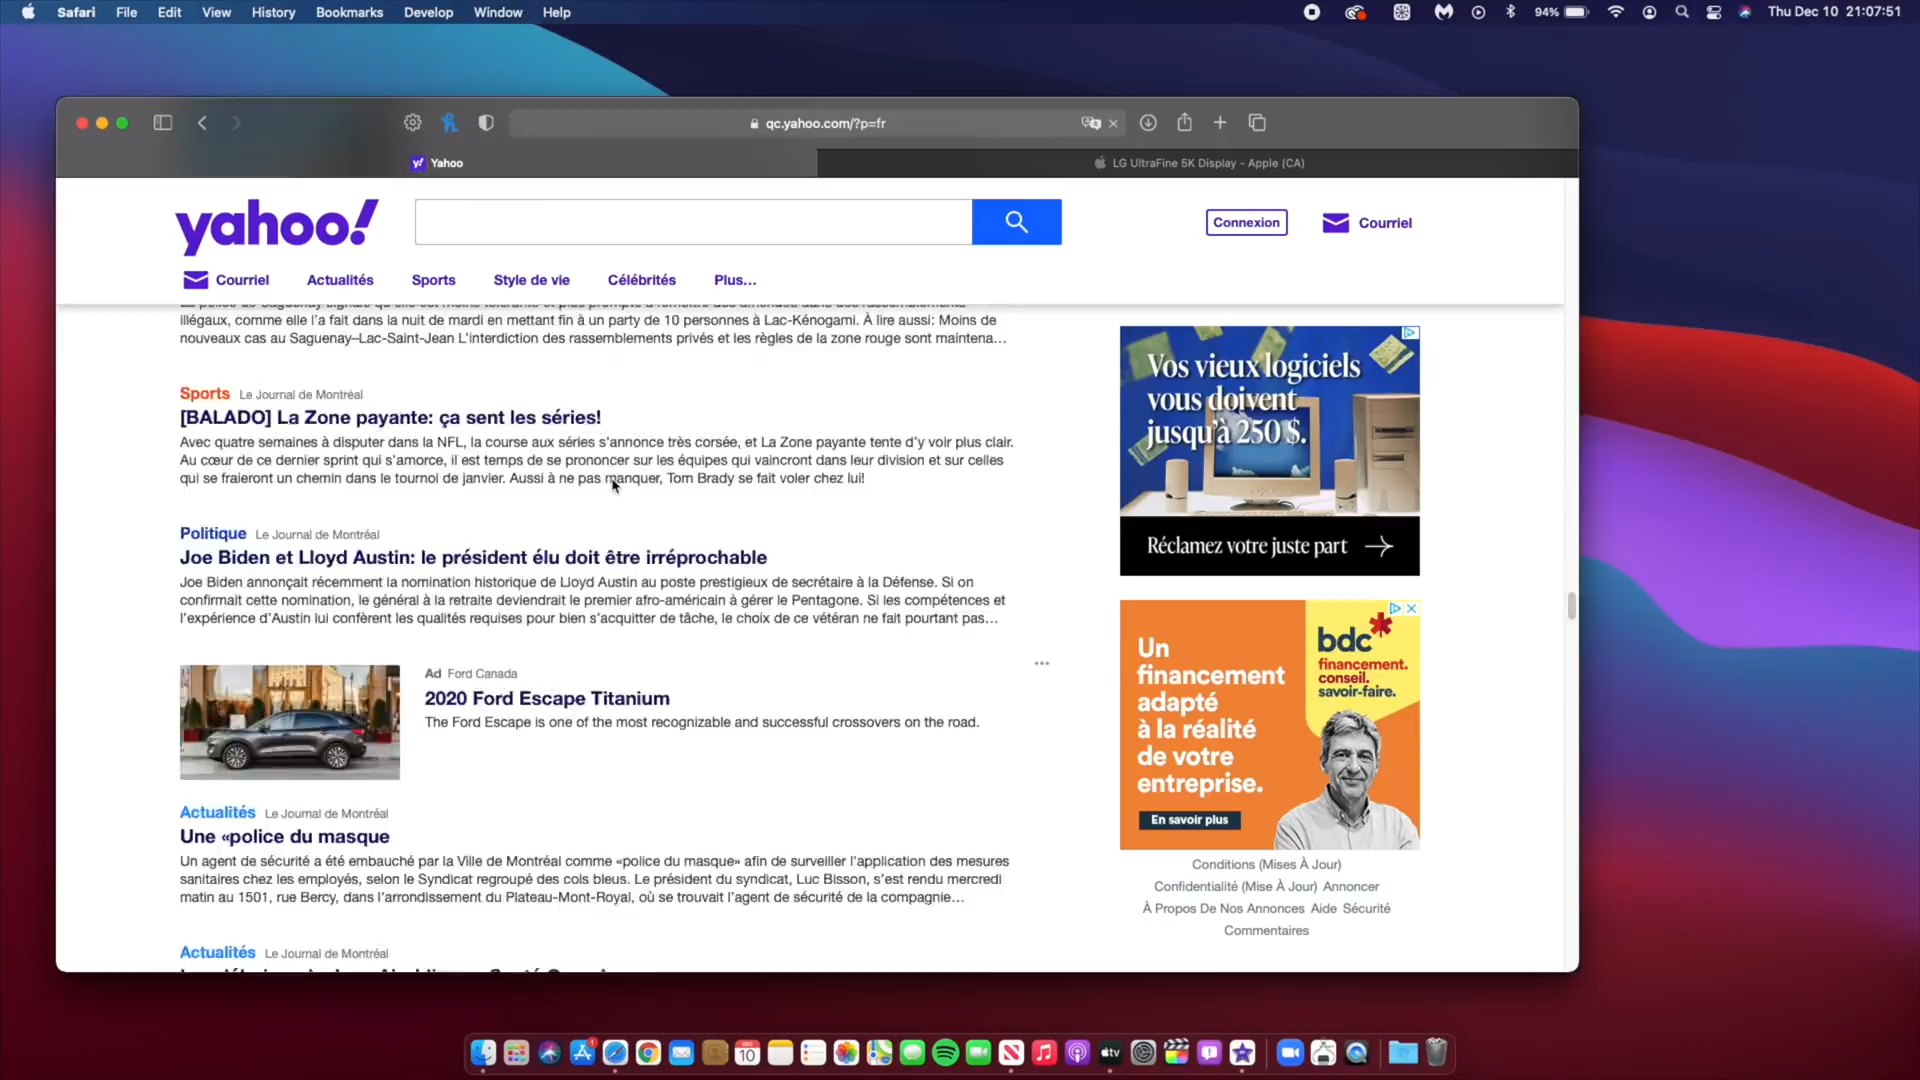 Safari File Edit View History Bookmarks Develop Window Help
94% Thu Dec 10 21:07:51
qc.yahoo.com/?p=fr
y! Yahoo
LG UltraFine 5K Display - Apple (CA)
yahoo!
Connexion
Courriel
Courriel Actualités Sports Style de vie Célébrités Plus...
illégaux, comme elle l'a fait dans la nuit de mardi en mettant fin à un party de 10 personnes à Lac-Kénogami. À lire aussi: Moins de
nouveaux cas au Saguenay–Lac-Saint-Jean L'interdiction des rassemblements privés et les règles de la zone rouge sont maintena...
Sports Le Journal de Montréal
[BALADO] La Zone payante: ça sent les séries!
Avec quatre semaines à disputer dans la NFL, la course aux séries s'annonce très corsée, et La Zone payante tente d'y voir plus clair.
Au cœur de ce dernier sprint qui s'amorce, il est temps de se prononcer sur les équipes qui vaincront dans leur division et sur celles
qui se fraieront un chemin dans le tournoi de janvier. Aussi à ne pas manquer, Tom Brady se fait voler chez lui!
Politique Le Journal de Montréal
Joe Biden et Lloyd Austin: le président élu doit être irréprochable
Joe Biden annonçait récemment la nomination historique de Lloyd Austin au poste prestigieux de secrétaire à la Défense. Si on
confirmait cette nomination, le général à la retraite deviendrait le premier afro-américain à gérer le Pentagone. Si les compétences et
l'expérience d'Austin lui confèrent les qualités requises pour bien s'acquitter de tâche, le choix de ce vétéran ne fait pourtant pas...
Ad Ford Canada
2020 Ford Escape Titanium
The Ford Escape is one of the most recognizable and successful crossovers on the road.
Actualités Le Journal de Montréal
Une «police du masque
Un agent de sécurité a été embauché par la Ville de Montréal comme «police du masque» afin de surveiller l'application des mesures
sanitaires chez les employés, selon le Syndicat regroupé des cols bleus. Le président du syndicat, Luc Bisson, s'est rendu mercredi
matin au 1501, rue Bercy, dans l'arrondissement du Plateau-Mont-Royal, où se trouvait l'agent de sécurité de la compagnie...
Actualités Le Journal de Montréal
Vos vieux logiciels
vous doivent
jusqu'à 250 $.
Réclamez votre juste part
Un
financement
adapté
à la réalité
de votre
entreprise.
En savoir plus
bdc
financement.
conseil.
savoir-faire.
Conditions (Mises À Jour)
Confidentialité (Mise À Jour) Annoncer
À Propos De Nos Annonces Aide Sécurité
Commentaires
DEC
10
tv